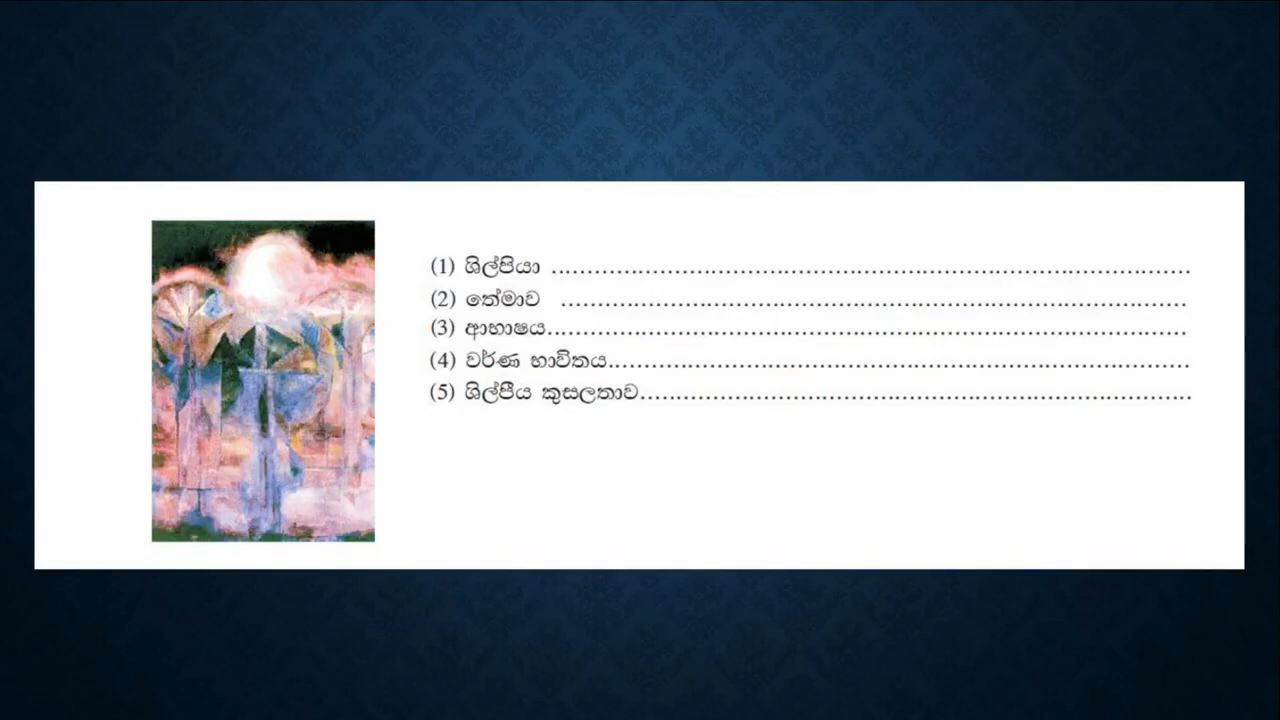 (1) ශිල්පියා ................................................................................
(2) තේමාව ................................................................................
(3) ආභාෂය................................................................................
(4) වර්ණ භාවිතය................................................................................
(5) ශිල්පීය කුසලතාව................................................................................